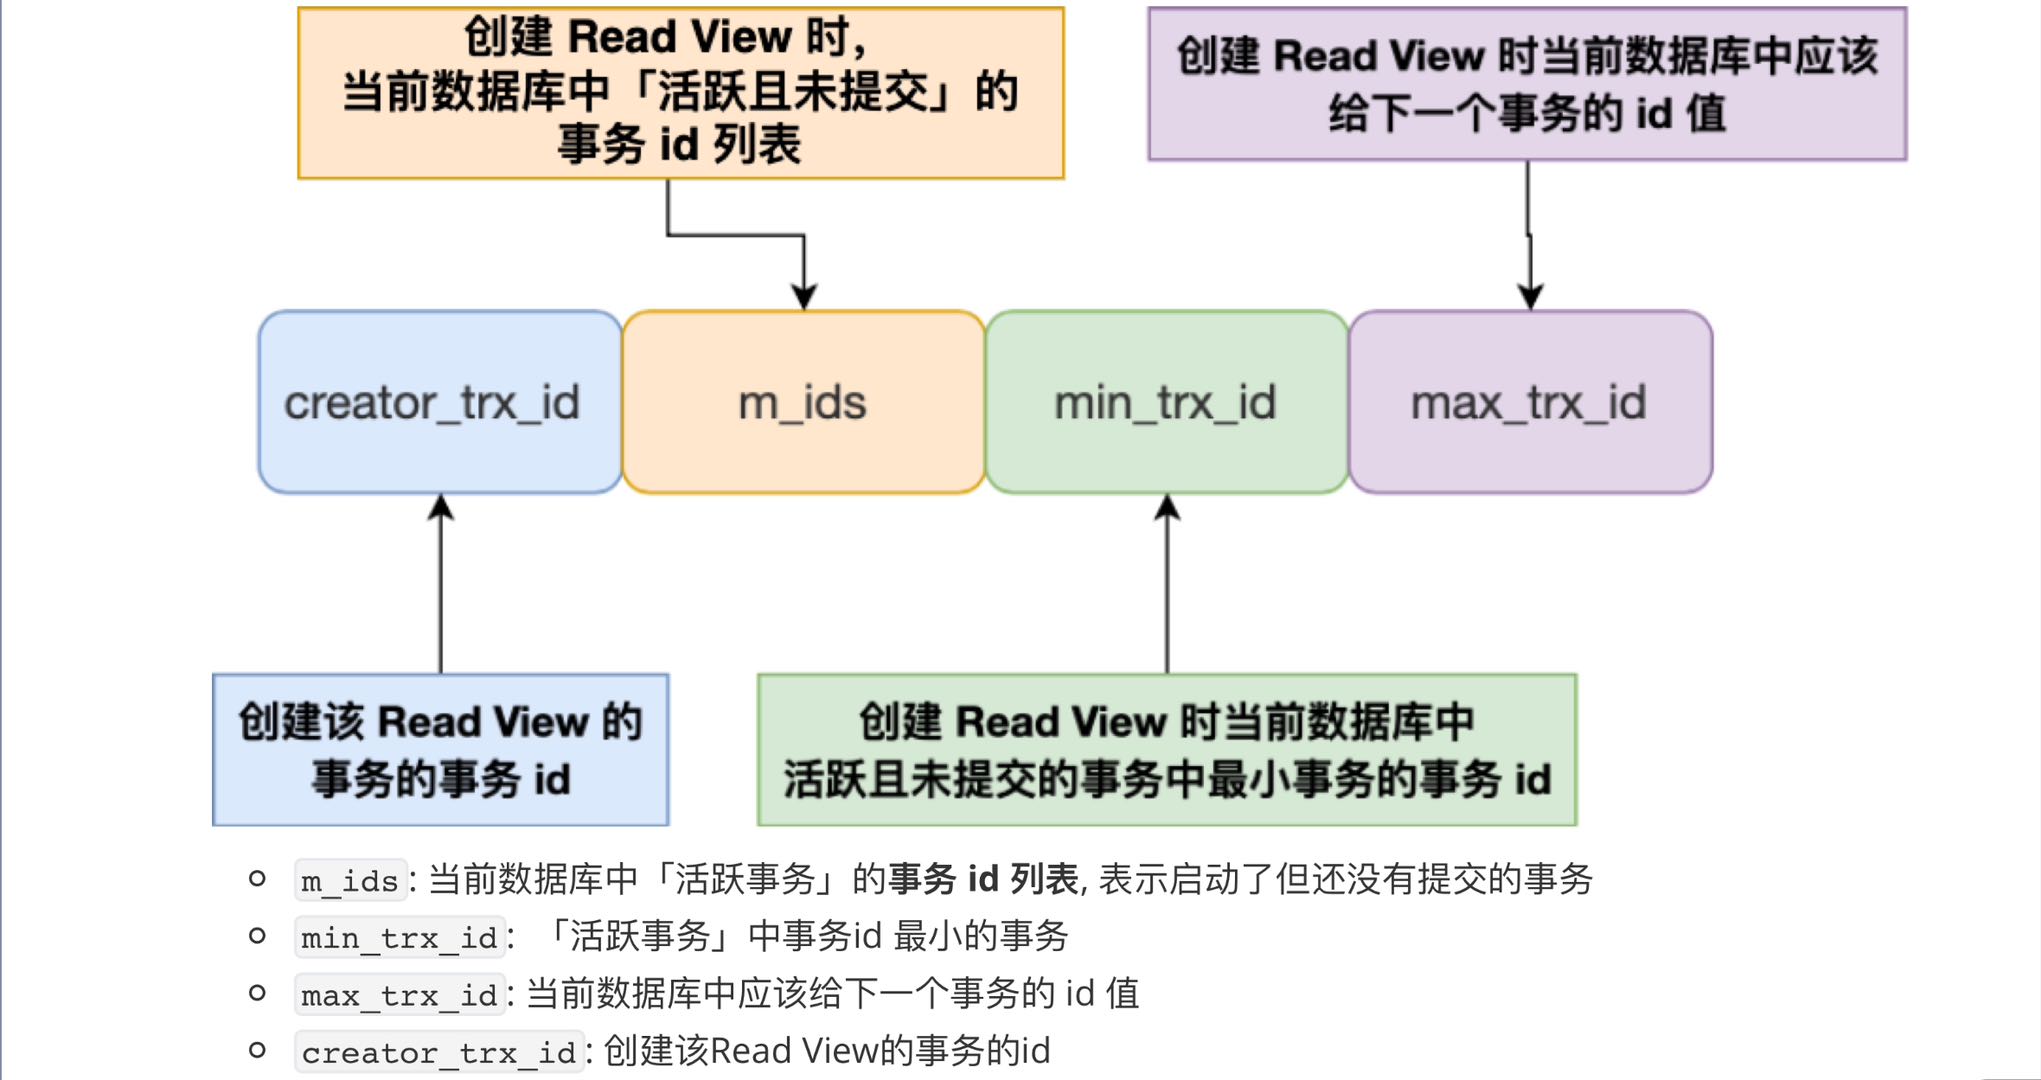 创建 Read View 时，
当前数据库中「活跃且未提交」的
事务 id 列表
创建 Read View 时当前数据库中应该
给下一个事务的 id 值
creator_trx_id
m_ids
min_trx_id
max_trx_id
创建该 Read View 的
事务的事务 id
创建 Read View 时当前数据库中
活跃且未提交的事务中最小事务的事务 id
m_ids: 当前数据库中「活跃事务」的事务 id 列表, 表示启动了但还没有提交的事务
min_trx_id: 「活跃事务」中事务id 最小的事务
max_trx_id: 当前数据库中应该给下一个事务的 id 值
creator_trx_id: 创建该Read View的事务的id